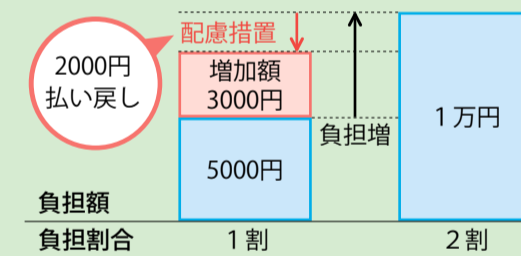 配慮措置
2000円
払い戻し
増加額
3000円
負担増
1万円
5000円
負担額
負担割合
1割
2割